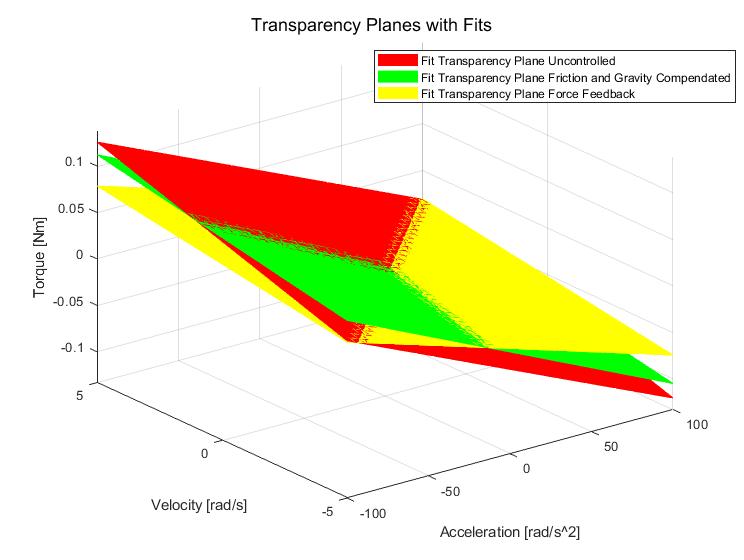 Transparency Planes with Fits
Fit Transparency Plane Uncontrolled
Fit Transparency Plane Friction and Gravity Compendated
Fit Transparency Plane Force Feedback
0.1
0.05
0
-0.05
-0.1
Torque [Nm]
5
0
-5
Velocity [rad/s]
-100
-50
0
50
100
Acceleration [rad/s^2]